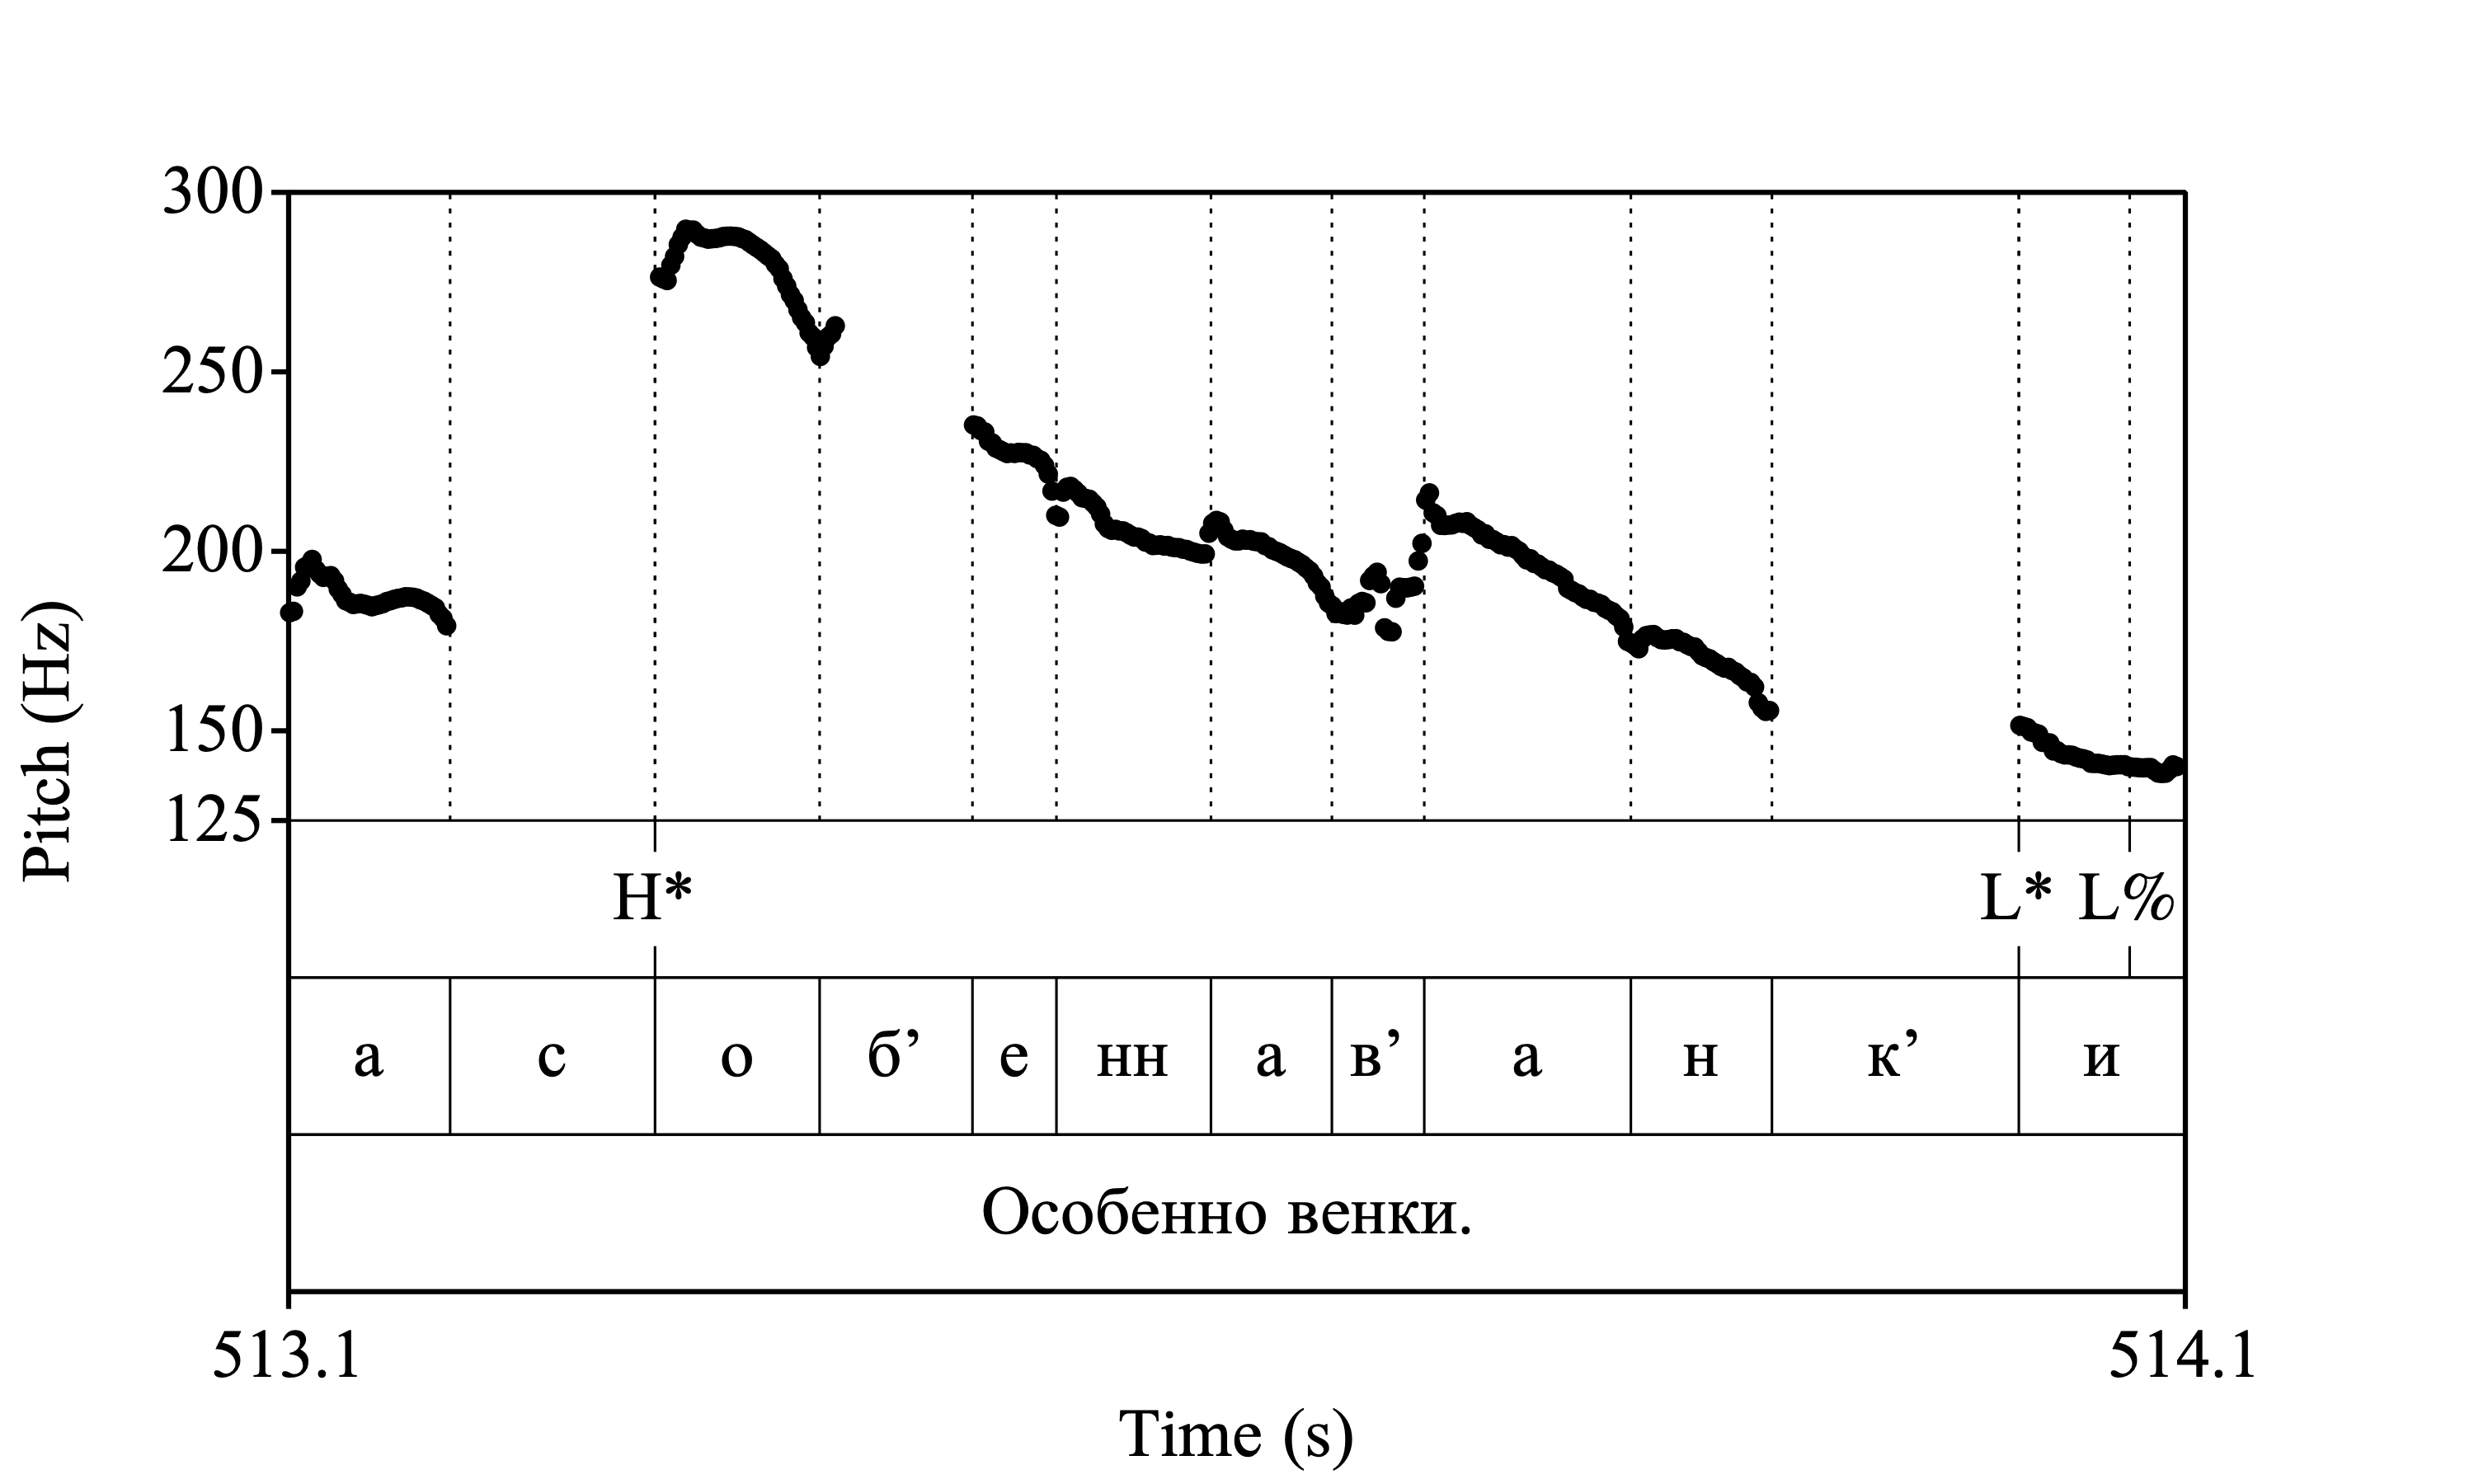 300
250
200
150
125
Pitch (Hz)
H* L* L%
а с о б’ е нн а в’ а н к’ и
Особенно венки.
513.1 514.1
Time (s)